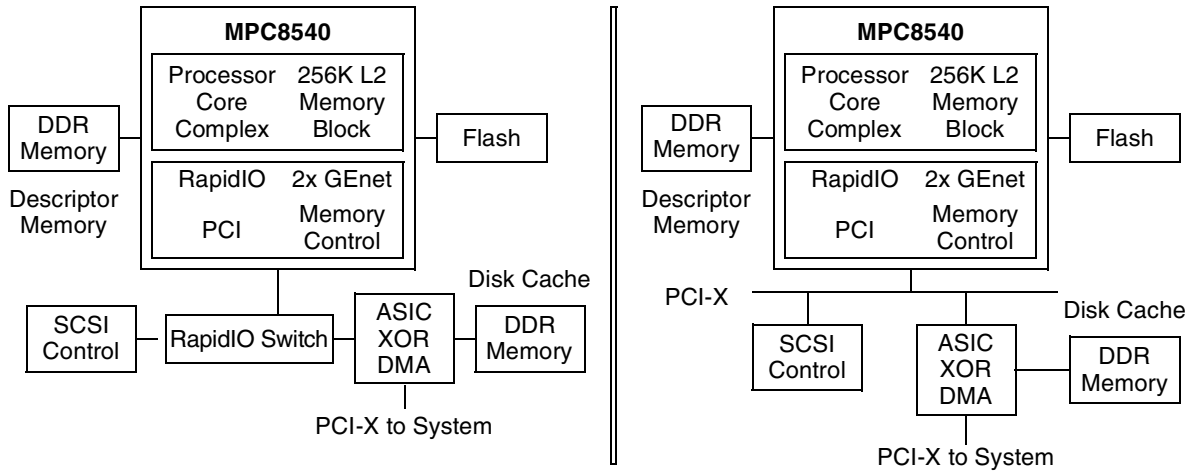 MPC8540
Processor
Core
Complex
256K L2
Memory
Block
DDR
Memory
Flash
Descriptor
Memory
RapidIO
2x GEnet
PCI
Memory
Control
Disk Cache
SCSI
Control
RapidIO Switch
ASIC
XOR
DMA
DDR
Memory
PCI-X to System
MPC8540
Processor
Core
Complex
256K L2
Memory
Block
DDR
Memory
Flash
Descriptor
Memory
RapidIO
2x GEnet
PCI
Memory
Control
PCI-X
Disk Cache
SCSI
Control
ASIC
XOR
DMA
DDR
Memory
PCI-X to System